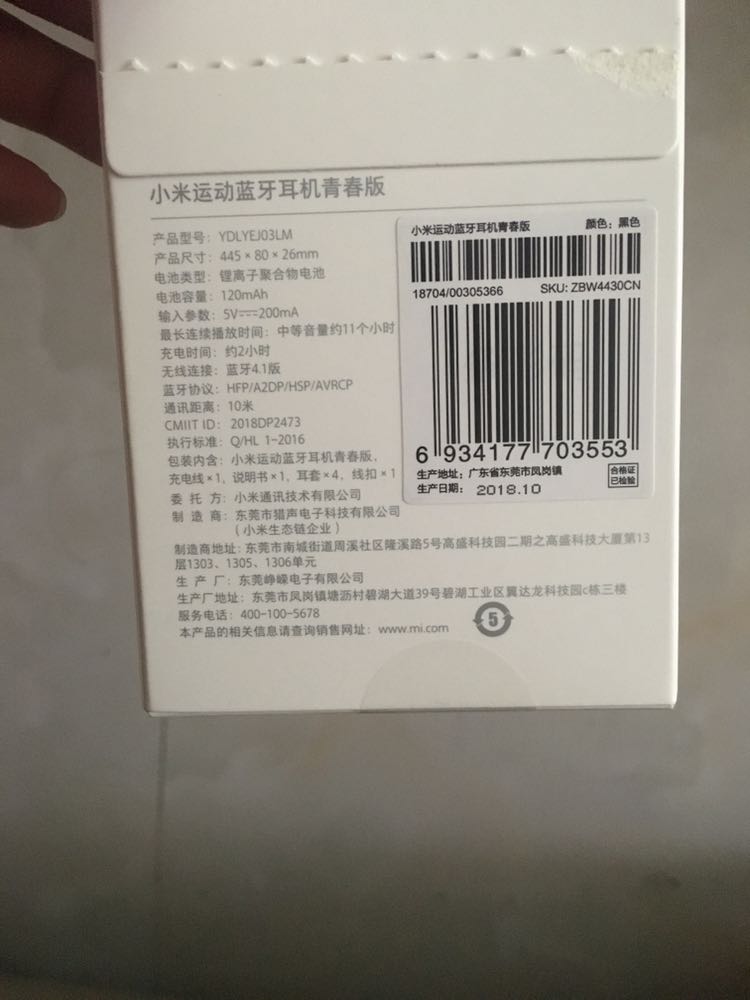 小米运动蓝牙耳机青春版
产品型号：YDLYEJ03LM
产品尺寸：445×80×26mm
电池类型：锂离子聚合物电池
电池容量：120mAh
输入参数：5V⎓200mA
最长连续播放时间：中等音量约11个小时
充电时间：约2小时
无线连接：蓝牙4.1版
蓝牙协议：HFP/A2DP/HSP/AVRCP
通讯距离：10米
CMIIT ID：2018DP2473
执行标准：Q/HL 1-2016
包装内含：小米运动蓝牙耳机青春版，
充电线×1，说明书×1，耳套×4，线扣×1
委 托 方：小米通讯技术有限公司
制 造 商：东莞市猎声电子科技有限公司
（小米生态链企业）
制造商地址：东莞市南城街道周溪社区隆溪路5号高盛科技园二期之高盛科技大厦第13
层1303、1305、1306单元
生 产 厂：东莞峥嵘电子有限公司
生产厂地址：东莞市凤岗镇塘沥村碧湖大道39号碧湖工业区翼达龙科技园c栋三楼
服务电话：400-100-5678
本产品的相关信息请查询销售网址：www.mi.com
5
小米运动蓝牙耳机青春版 颜色：黑色
18704/00305366 SKU: ZBW4430CN
6 934177 703553
生产地址：广东省东莞市凤岗镇
生产日期： 2018.10
合格证
已检验